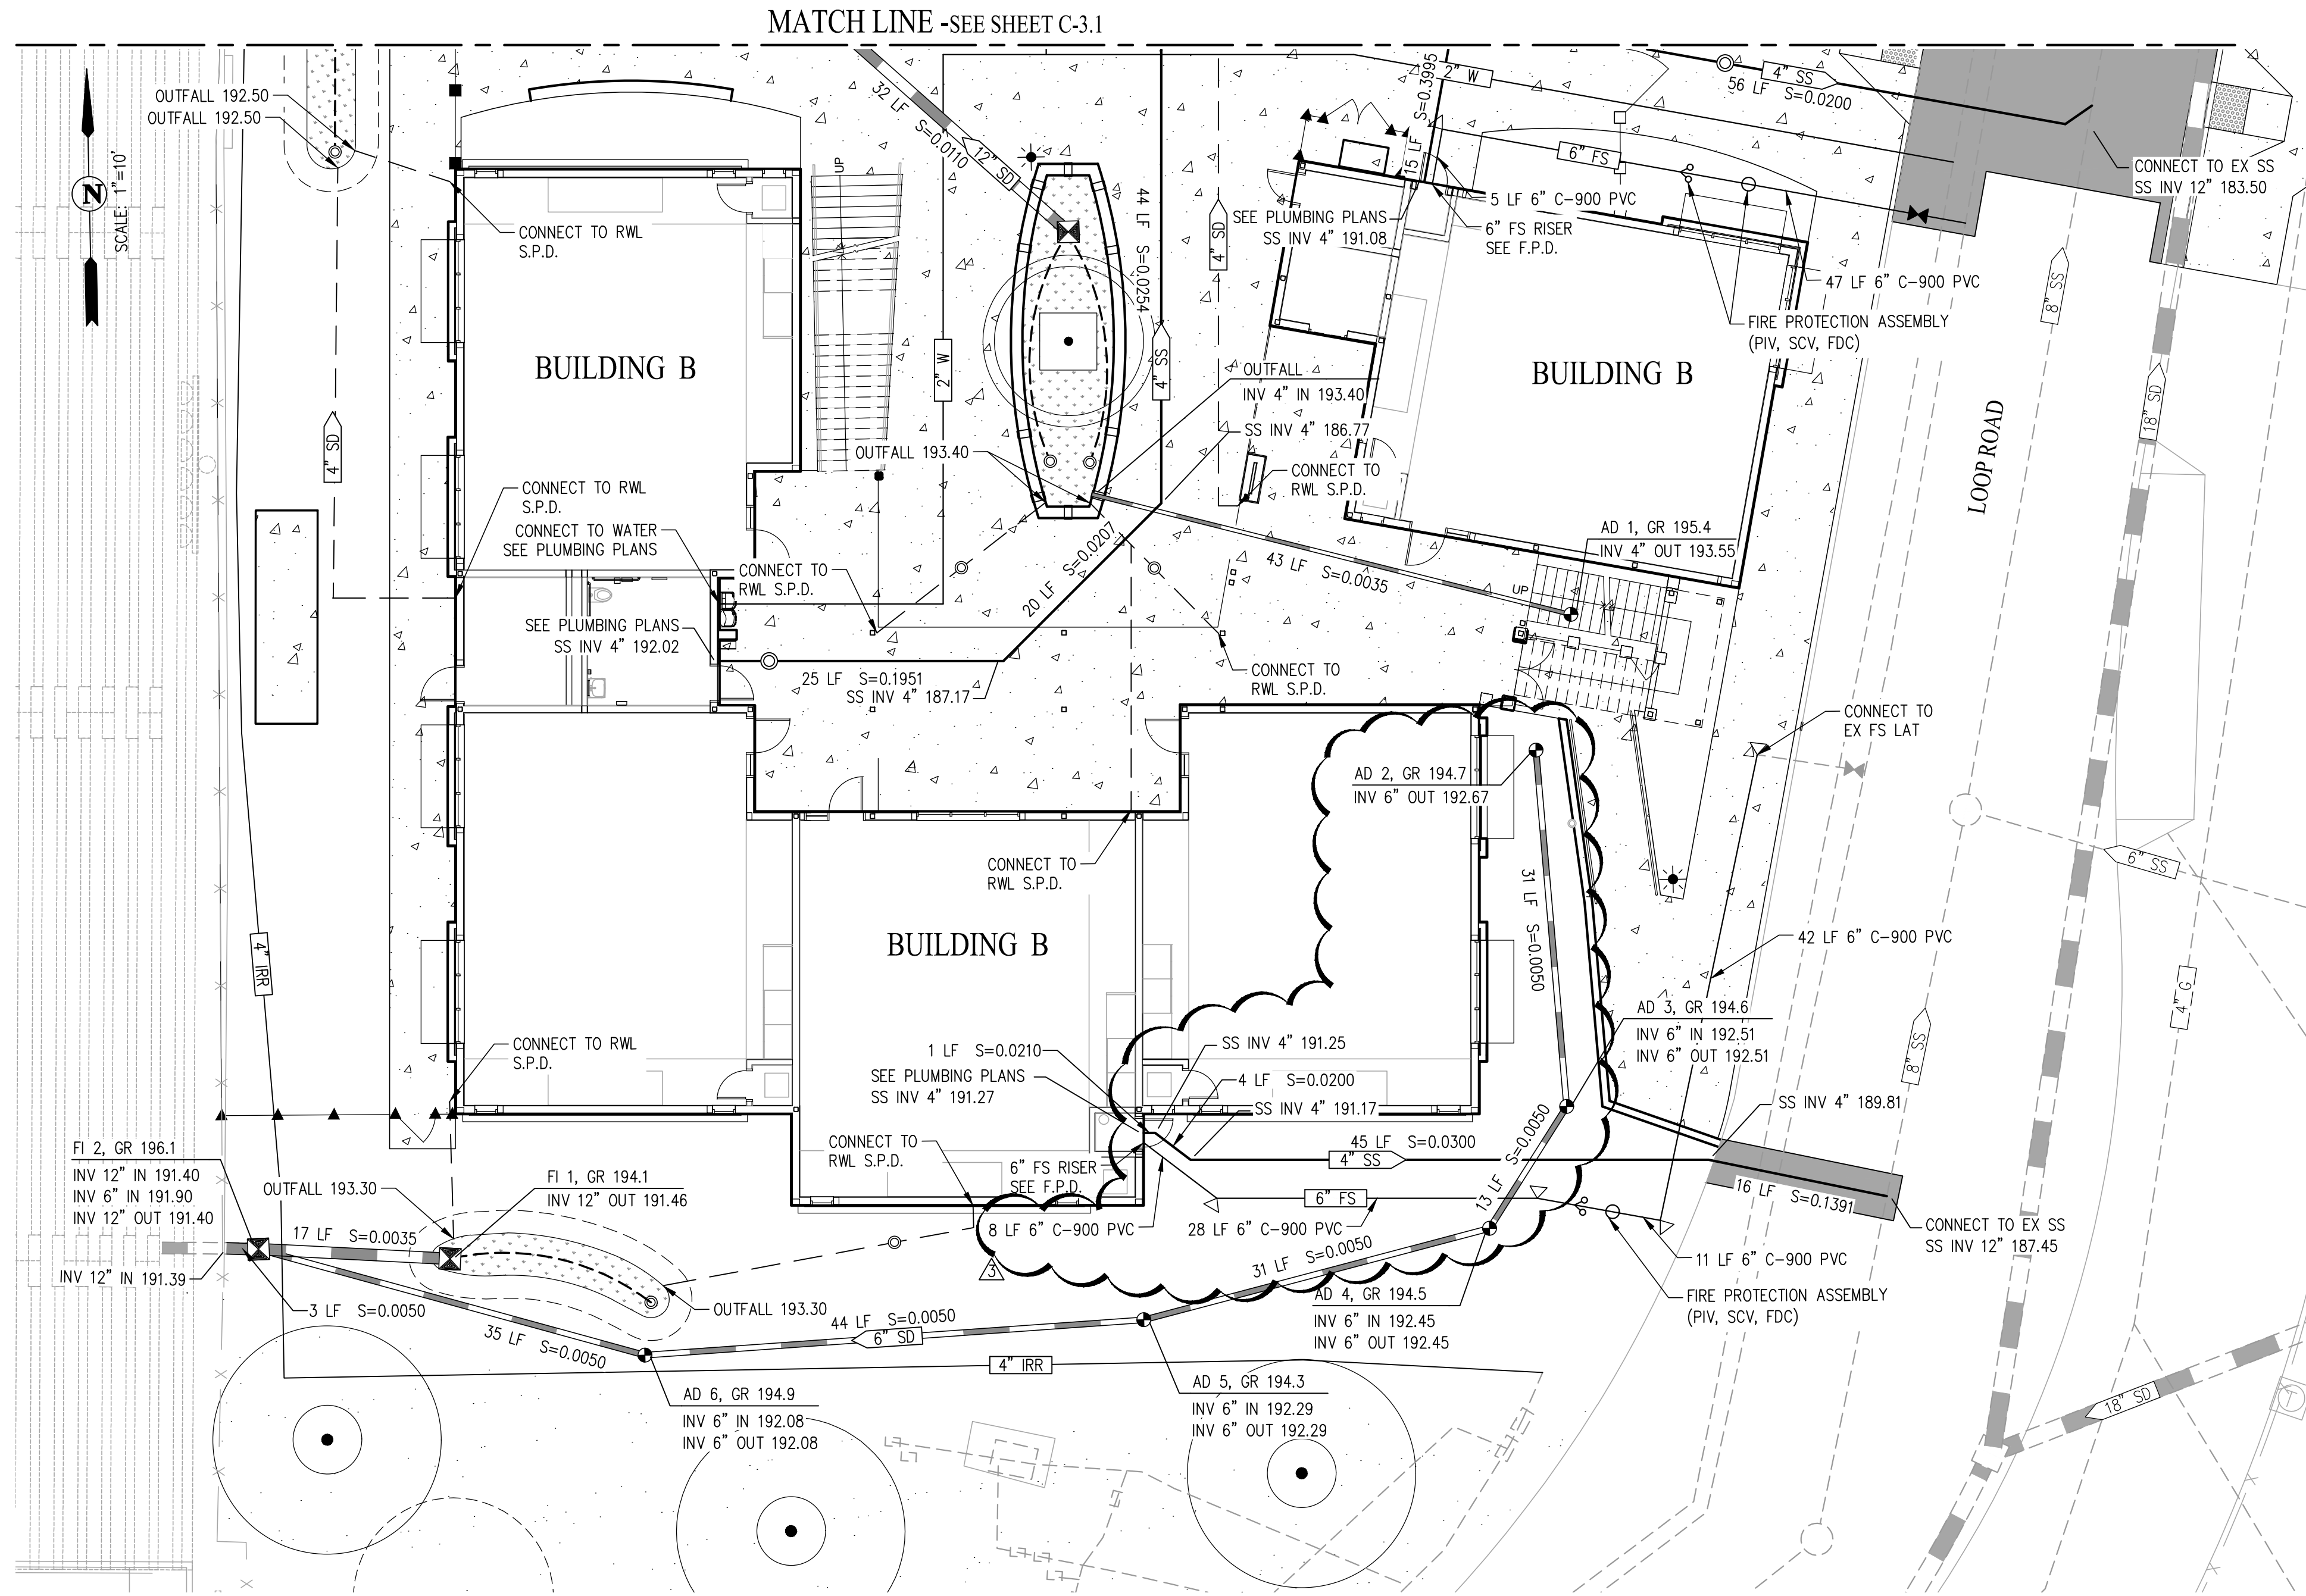 MATCH LINE -SEE SHEET C-3.1
N
SCALE: 1"=10'
OUTFALL 192.50
OUTFALL 192.50
CONNECT TO RWL
S.P.D.
UP
32 LF S=0.0110
12" SD
44 LF S=0.0254
4" SD
2" W
15 LF S=0.3995
2" W
4" SS
56 LF S=0.0200
CONNECT TO EX SS
SS INV 12" 183.50
6" FS
5 LF 6" C-900 PVC
SEE PLUMBING PLANS
SS INV 4" 191.08
6" FS RISER
SEE F.P.D.
47 LF 6" C-900 PVC
FIRE PROTECTION ASSEMBLY
(PIV, SCV, FDC)
8" SS
18" SD
BUILDING B
BUILDING B
LOOP ROAD
4" SS
OUTFALL
INV 4" IN 193.40
SS INV 4" 186.77
OUTFALL 193.40
CONNECT TO
RWL S.P.D.
4" SD
CONNECT TO RWL
S.P.D.
CONNECT TO WATER
SEE PLUMBING PLANS
CONNECT TO
RWL S.P.D.
20 LF S=0.0207
43 LF S=0.0035
AD 1, GR 195.4
INV 4" OUT 193.55
UP
SEE PLUMBING PLANS
SS INV 4" 192.02
25 LF S=0.1951
SS INV 4" 187.17
CONNECT TO
RWL S.P.D.
CONNECT TO
EX FS LAT
AD 2, GR 194.7
INV 6" OUT 192.67
CONNECT TO
RWL S.P.D.
31 LF S=0.0050
6" SS
BUILDING B
4" IRR
42 LF 6" C-900 PVC
4" G
AD 3, GR 194.6
INV 6" IN 192.51
INV 6" OUT 192.51
8" SS
CONNECT TO RWL
S.P.D.
1 LF S=0.0210
SEE PLUMBING PLANS
SS INV 4" 191.27
SS INV 4" 191.25
4 LF S=0.0200
SS INV 4" 191.17
SS INV 4" 189.81
45 LF S=0.0300
4" SS
13 LF S=0.0050
CONNECT TO
RWL S.P.D.
6" FS RISER
SEE F.P.D.
6" FS
16 LF S=0.1391
FI 2, GR 196.1
INV 12" IN 191.40
INV 6" IN 191.90
INV 12" OUT 191.40
OUTFALL 193.30
FI 1, GR 194.1
INV 12" OUT 191.46
17 LF S=0.0035
8 LF 6" C-900 PVC
28 LF 6" C-900 PVC
CONNECT TO EX SS
SS INV 12" 187.45
11 LF 6" C-900 PVC
INV 12" IN 191.39
3
31 LF S=0.0050
3 LF S=0.0050
OUTFALL 193.30
FIRE PROTECTION ASSEMBLY
(PIV, SCV, FDC)
AD 4, GR 194.5
INV 6" IN 192.45
INV 6" OUT 192.45
35 LF S=0.0050
44 LF S=0.0050
6" SD
4" IRR
AD 6, GR 194.9
INV 6" IN 192.08
INV 6" OUT 192.08
AD 5, GR 194.3
INV 6" IN 192.29
INV 6" OUT 192.29
18" SD